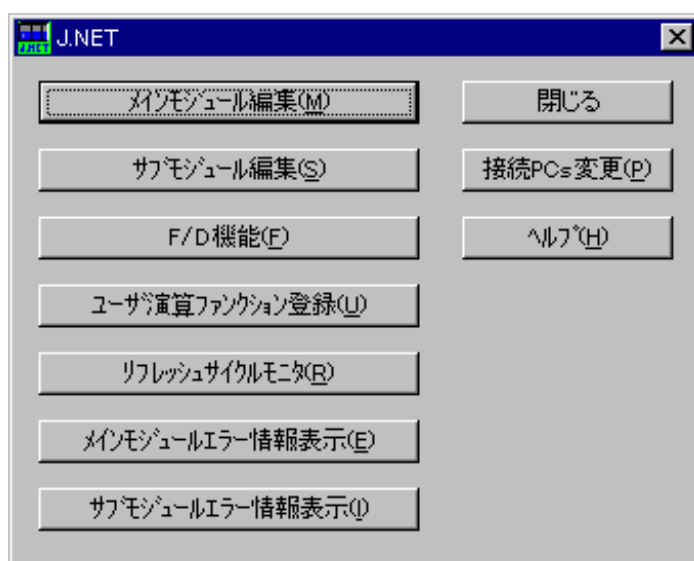 J.NET
メインモジュール編集(M)
閉じる
サブモジュール編集(S)
接続PCs変更(P)
F/D機能(F)
ヘルプ(H)
ユーザ演算ファンクション登録(U)
リフレッシュサイクルモニタ(R)
メインモジュールエラー情報表示(E)
サブモジュールエラー情報表示(I)